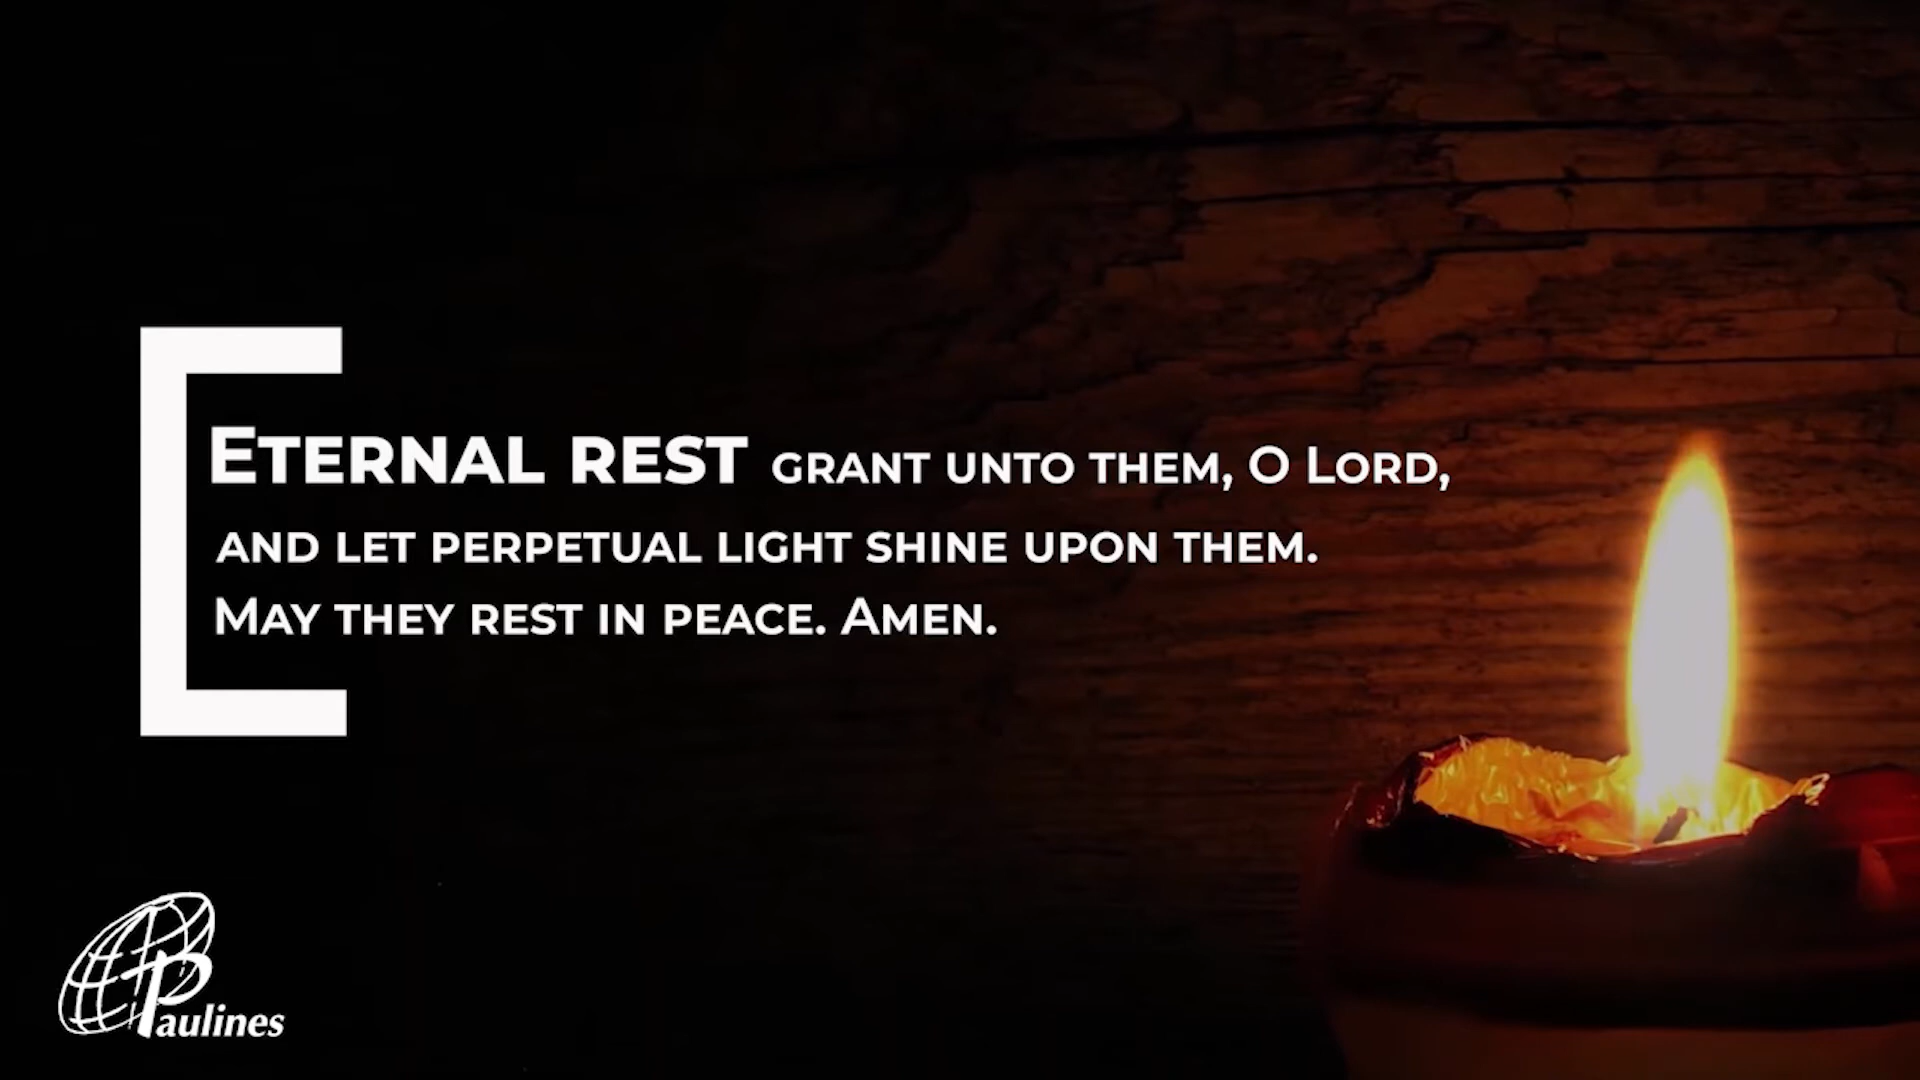 Eternal rest grant unto them, O Lord,
and let perpetual light shine upon them.
May they rest in peace. Amen.
Paulines